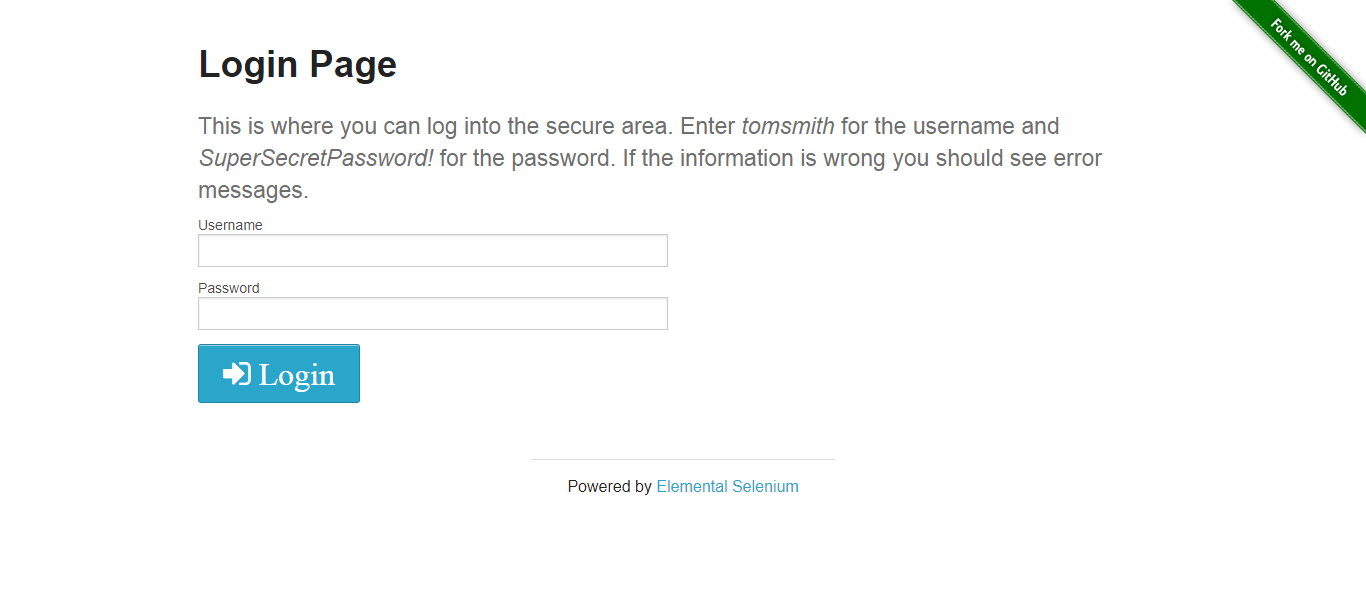 Fork me on GitHub
Login Page
This is where you can log into the secure area. Enter tomsmith for the username and
SuperSecretPassword! for the password. If the information is wrong you should see error
messages.
Username
Password
Login
Powered by Elemental Selenium